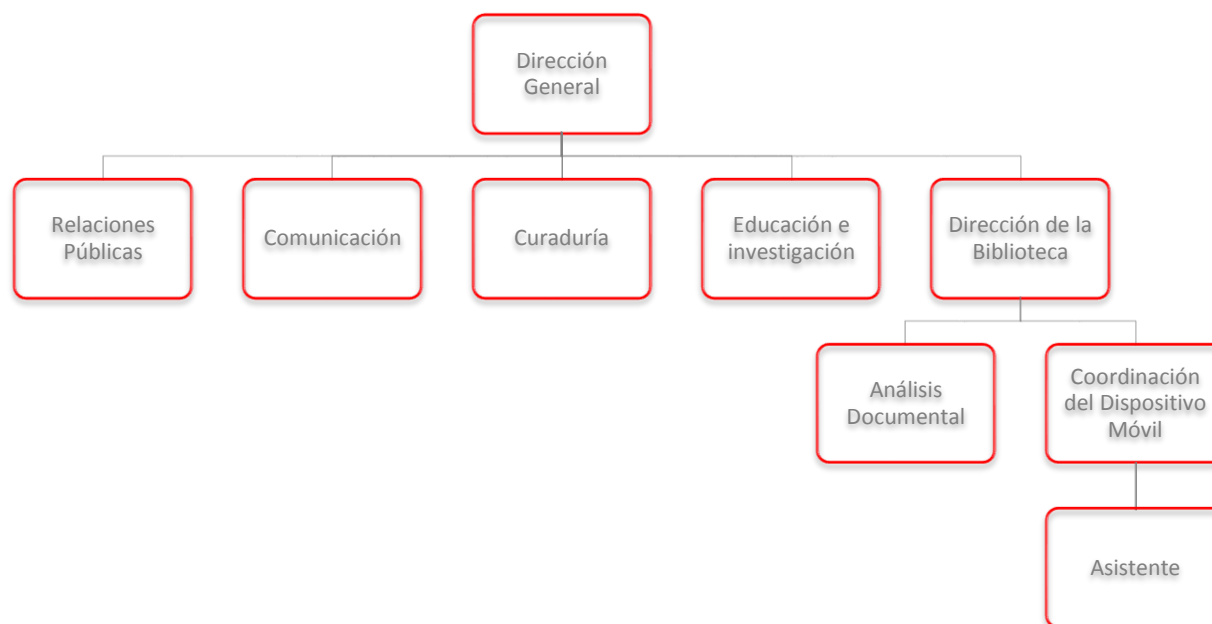 Dirección
General
Relaciones
Públicas
Comunicación
Curaduría
Educación e
investigación
Dirección de la
Biblioteca
Análisis
Documental
Coordinación
del Dispositivo
Móvil
Asistente